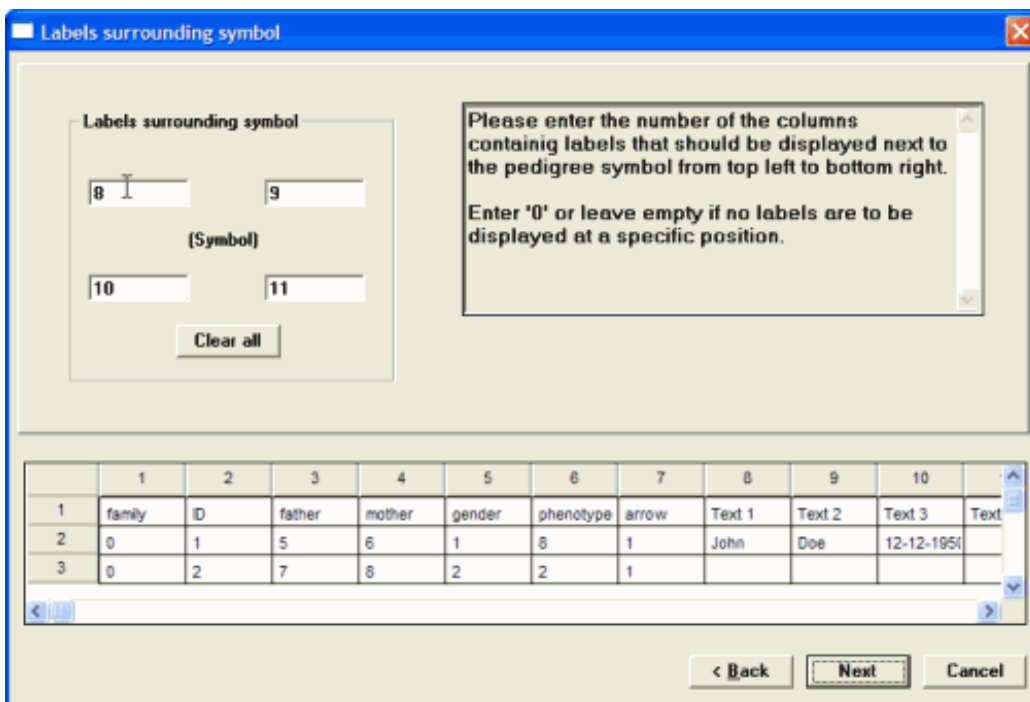 Labels surrounding symbol
Labels surrounding symbol
8 9
(Symbol)
10 11
Clear all
Please enter the number of the columns
containig labels that should be displayed next to
the pedigree symbol from top left to bottom right.
Enter '0' or leave empty if no labels are to be
displayed at a specific position.
1 2 3 4 5 6 7 8 9 10
1 family ID father mother gender phenotype arrow Text 1 Text 2 Text 3 Text
2 0 1 5 6 1 8 1 John Doe 12-12-195
3 0 2 7 8 2 2 1
< Back Next Cancel